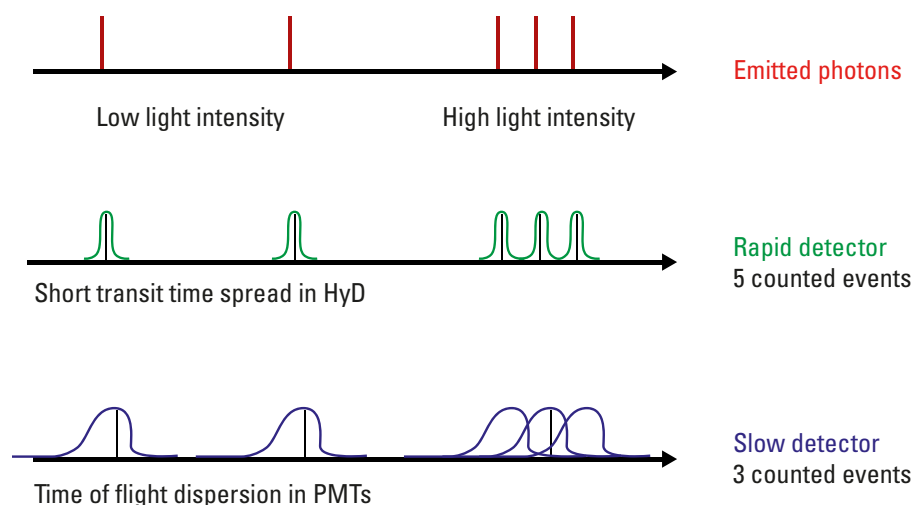 Emitted photons
Low light intensity
High light intensity
Rapid detector
5 counted events
Short transit time spread in HyD
Slow detector
3 counted events
Time of flight dispersion in PMTs